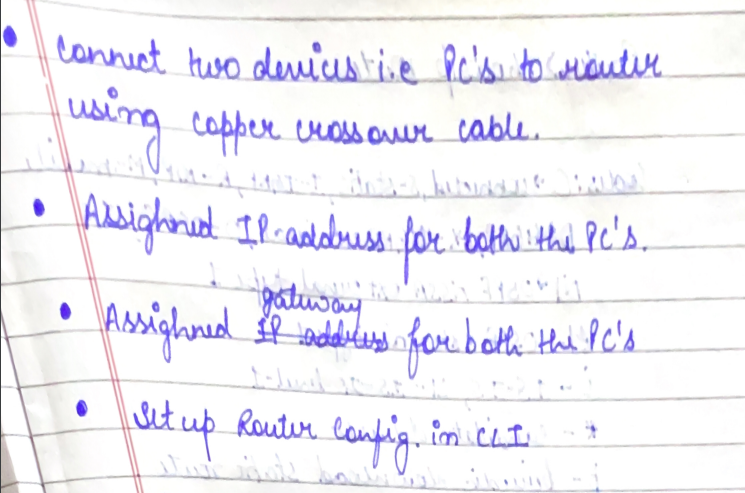 • Connect two devices i.e PC's to router
using copper crossover cable.
• Assighned IP address for both the PC's.
gateway
• Assighned IP address for both the PC's
• Set up Router Config. in CLI